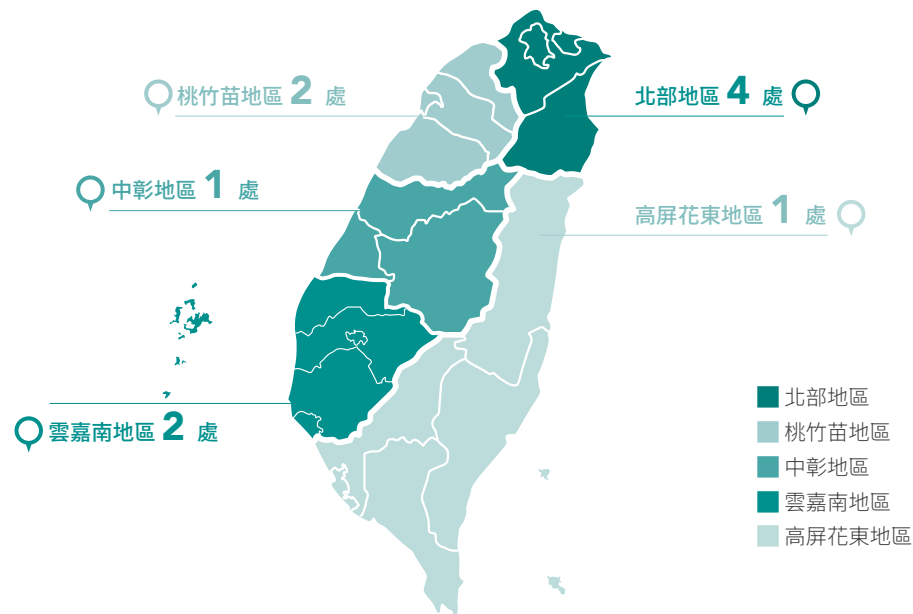 桃竹苗地區 2 處
北部地區 4 處
中彰地區 1 處
高屏花東地區 1 處
雲嘉南地區 2 處
北部地區
桃竹苗地區
中彰地區
雲嘉南地區
高屏花東地區